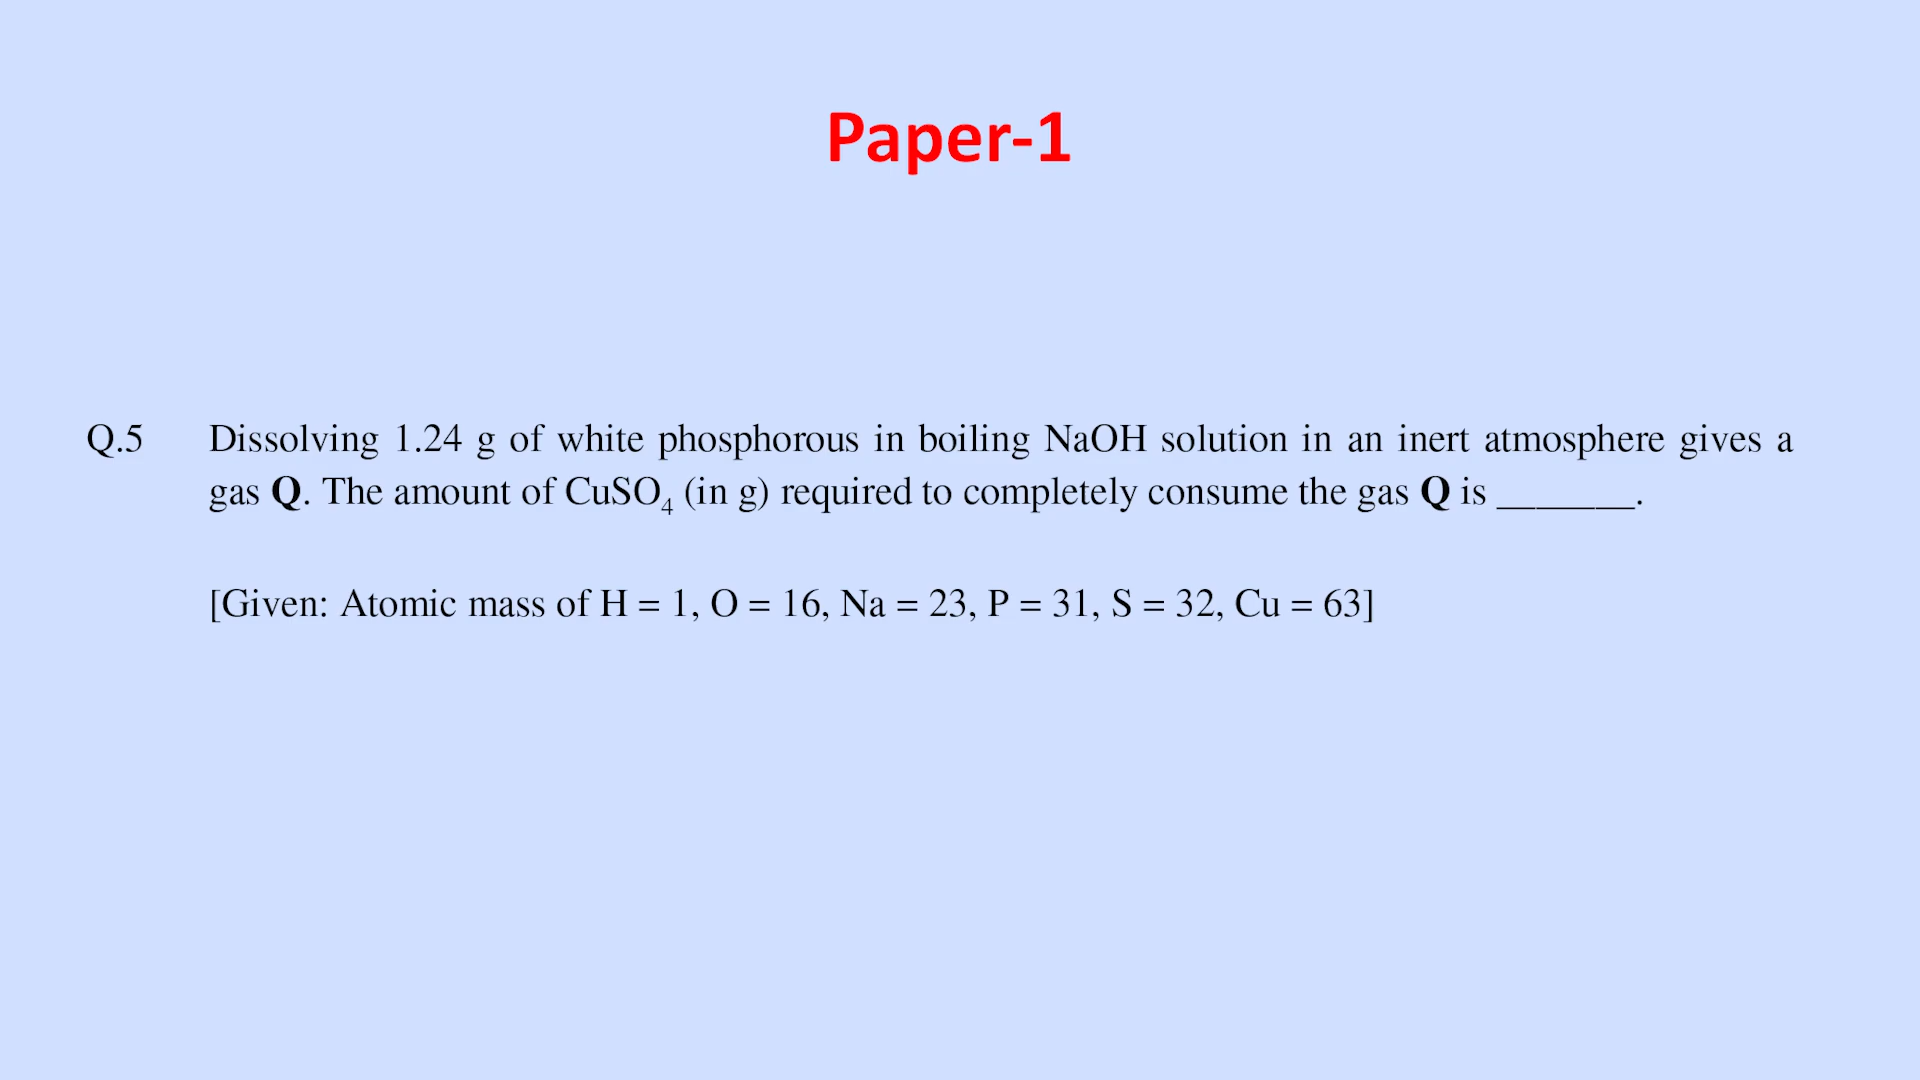 Paper-1
Q.5 Dissolving 1.24 g of white phosphorous in boiling NaOH solution in an inert atmosphere gives a
gas Q. The amount of CuSO₄ (in g) required to completely consume the gas Q is _______.
[Given: Atomic mass of H = 1, O = 16, Na = 23, P = 31, S = 32, Cu = 63]